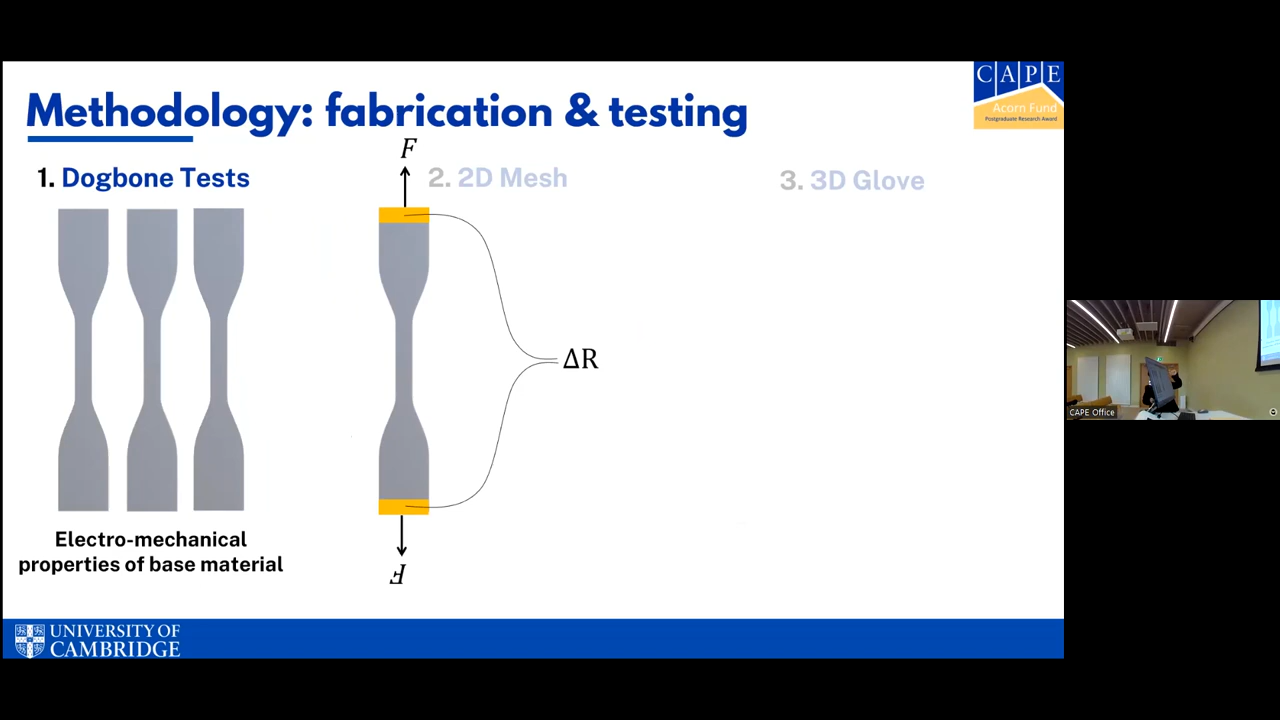 Methodology: fabrication & testing
CAPE
Acorn Fund
Postgraduate Research Award
1. Dogbone Tests
F
2. 2D Mesh
3. 3D Glove
ΔR
F
Electro-mechanical
properties of base material
UNIVERSITY OF
CAMBRIDGE
CAPE Office